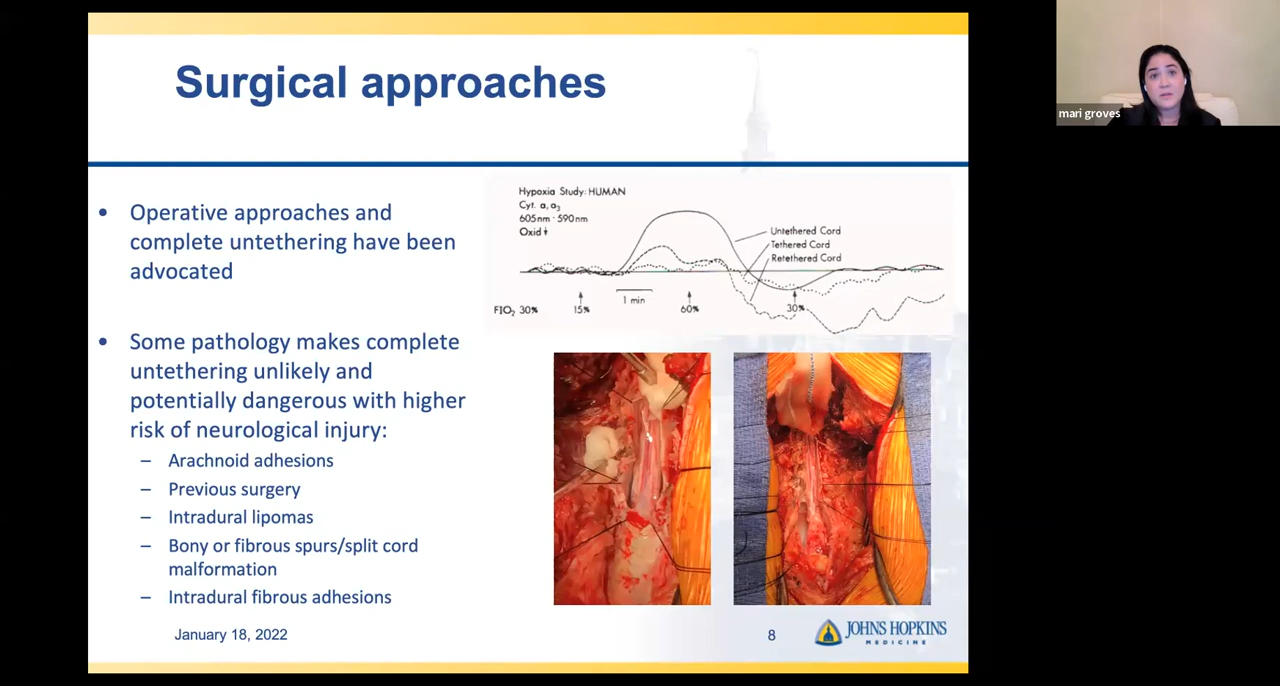 Surgical approaches
mari groves
• Operative approaches and
complete untethering have been
advocated
• Some pathology makes complete
untethering unlikely and
potentially dangerous with higher
risk of neurological injury:
– Arachnoid adhesions
– Previous surgery
– Intradural lipomas
– Bony or fibrous spurs/split cord
malformation
– Intradural fibrous adhesions
Hypoxia Study: HUMAN
Cyt. a, a3
605nm - 590nm
Oxid ↑
Untethered Cord
Tethered Cord
Retethered Cord
1 min
FIO2 30%
15%
60%
30%
January 18, 2022
8
JOHNS HOPKINS
MEDICINE